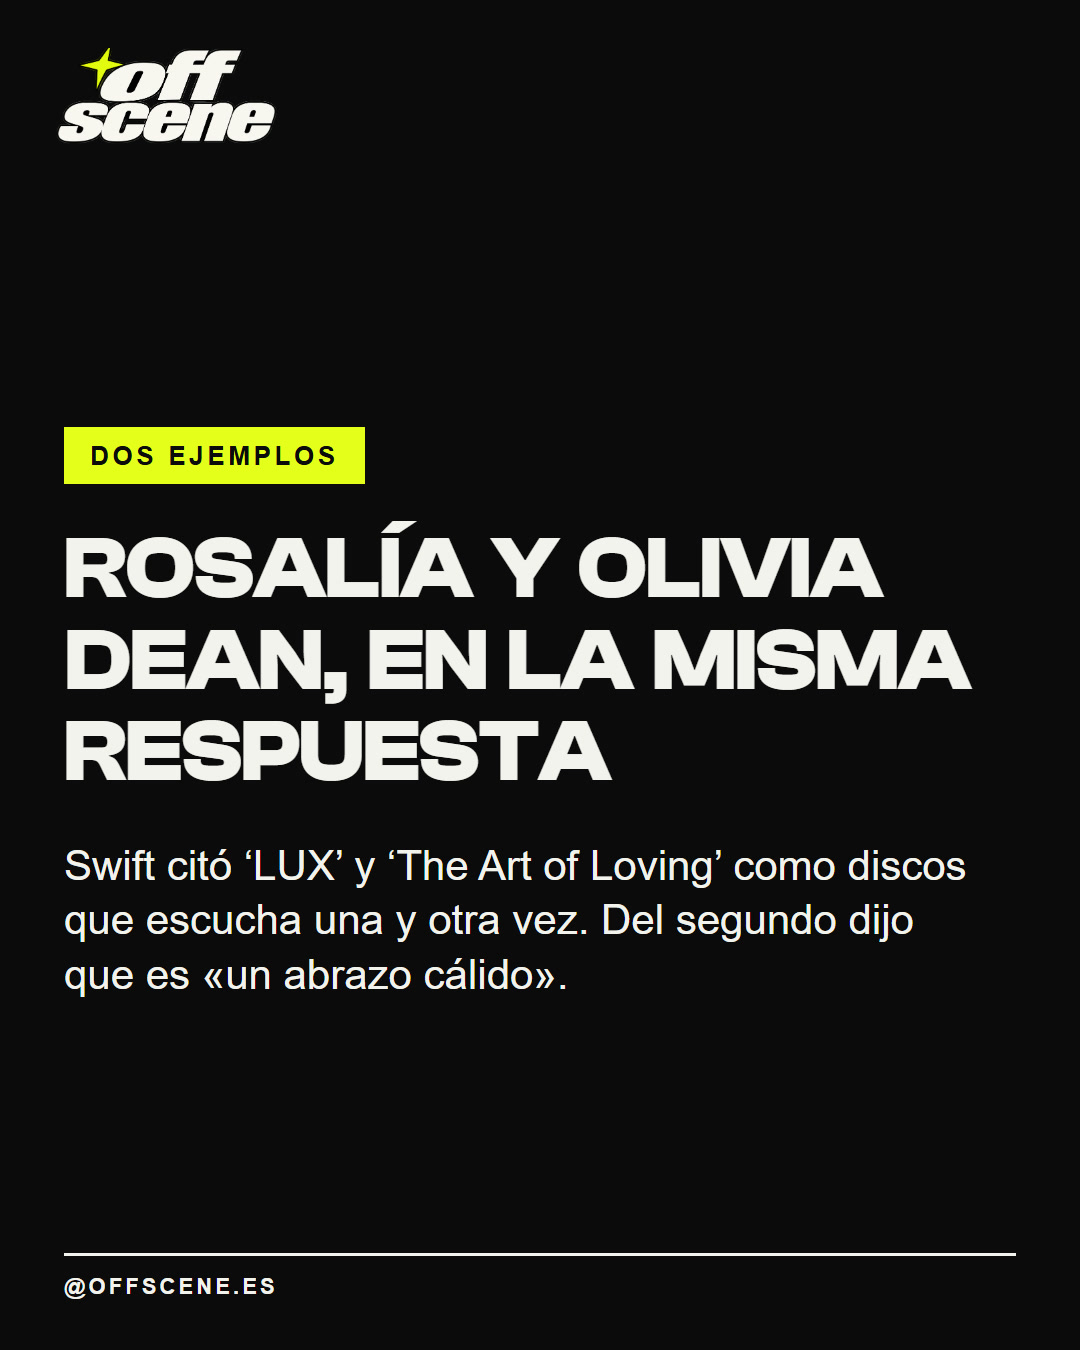 off
scene
DOS EJEMPLOS
ROSALÍA Y OLIVIA
DEAN, EN LA MISMA
RESPUESTA
Swift citó ‘LUX’ y ‘The Art of Loving’ como discos
que escucha una y otra vez. Del segundo dijo
que es «un abrazo cálido».
@OFFSCENE.ES